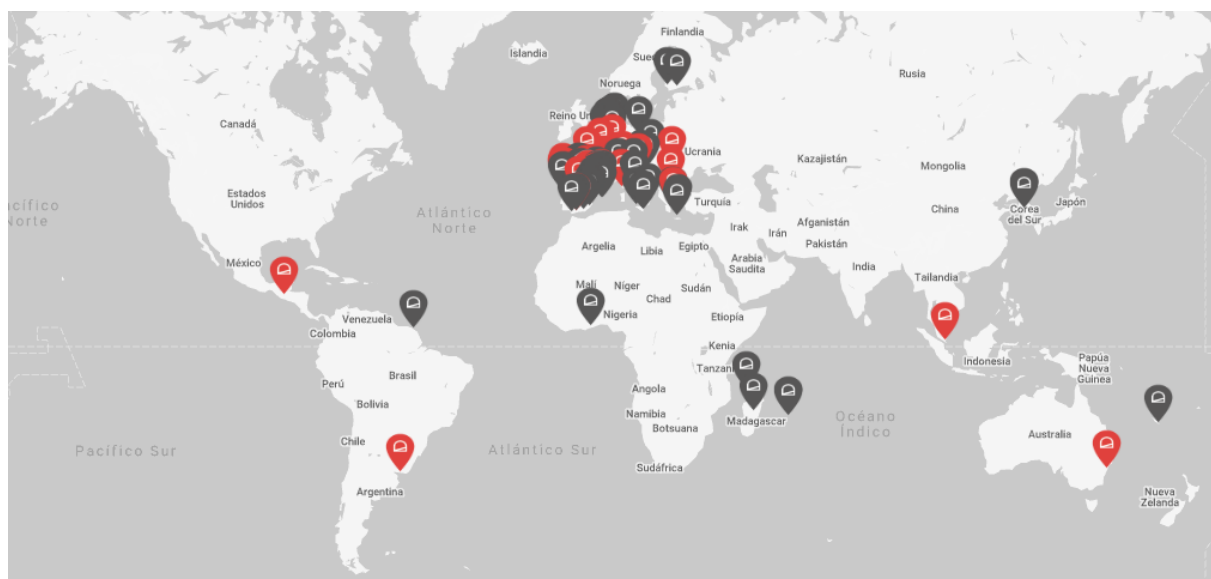 Finlandia
Islandia
Suec
Rusia
Noruega
Reino Un
Canadá
Ucrania
Kazajistán
Mongolia
Estados
Unidos
cífico
Norte
Atlántico
Norte
Turquía
Afganistán
China
Corea
del Sur
Japón
Irak
Irán
Pakistán
Argelia
Libia
Egipto
Arabia
Saudita
India
México
Malí
Níger
Chad
Sudán
Tailandia
Venezuela
Colombia
Nigeria
Etiopía
Kenia
Indonesia
Tanzani
Papúa
Nueva
Guinea
Perú
Brasil
Angola
Bolivia
Namibia
Botsuana
Madagascar
Océano
Índico
Australia
Chile
Pacífico Sur
Atlántico Sur
Sudáfrica
Argentina
Nueva
Zelanda